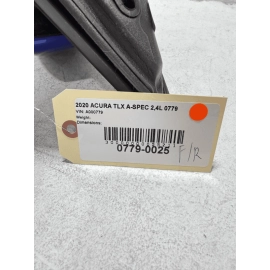 2020 ACURA TLX A-SPEC 2,4L 0779
VIN: A000779
Weight:
Dimensions:
0779-0025
F/R